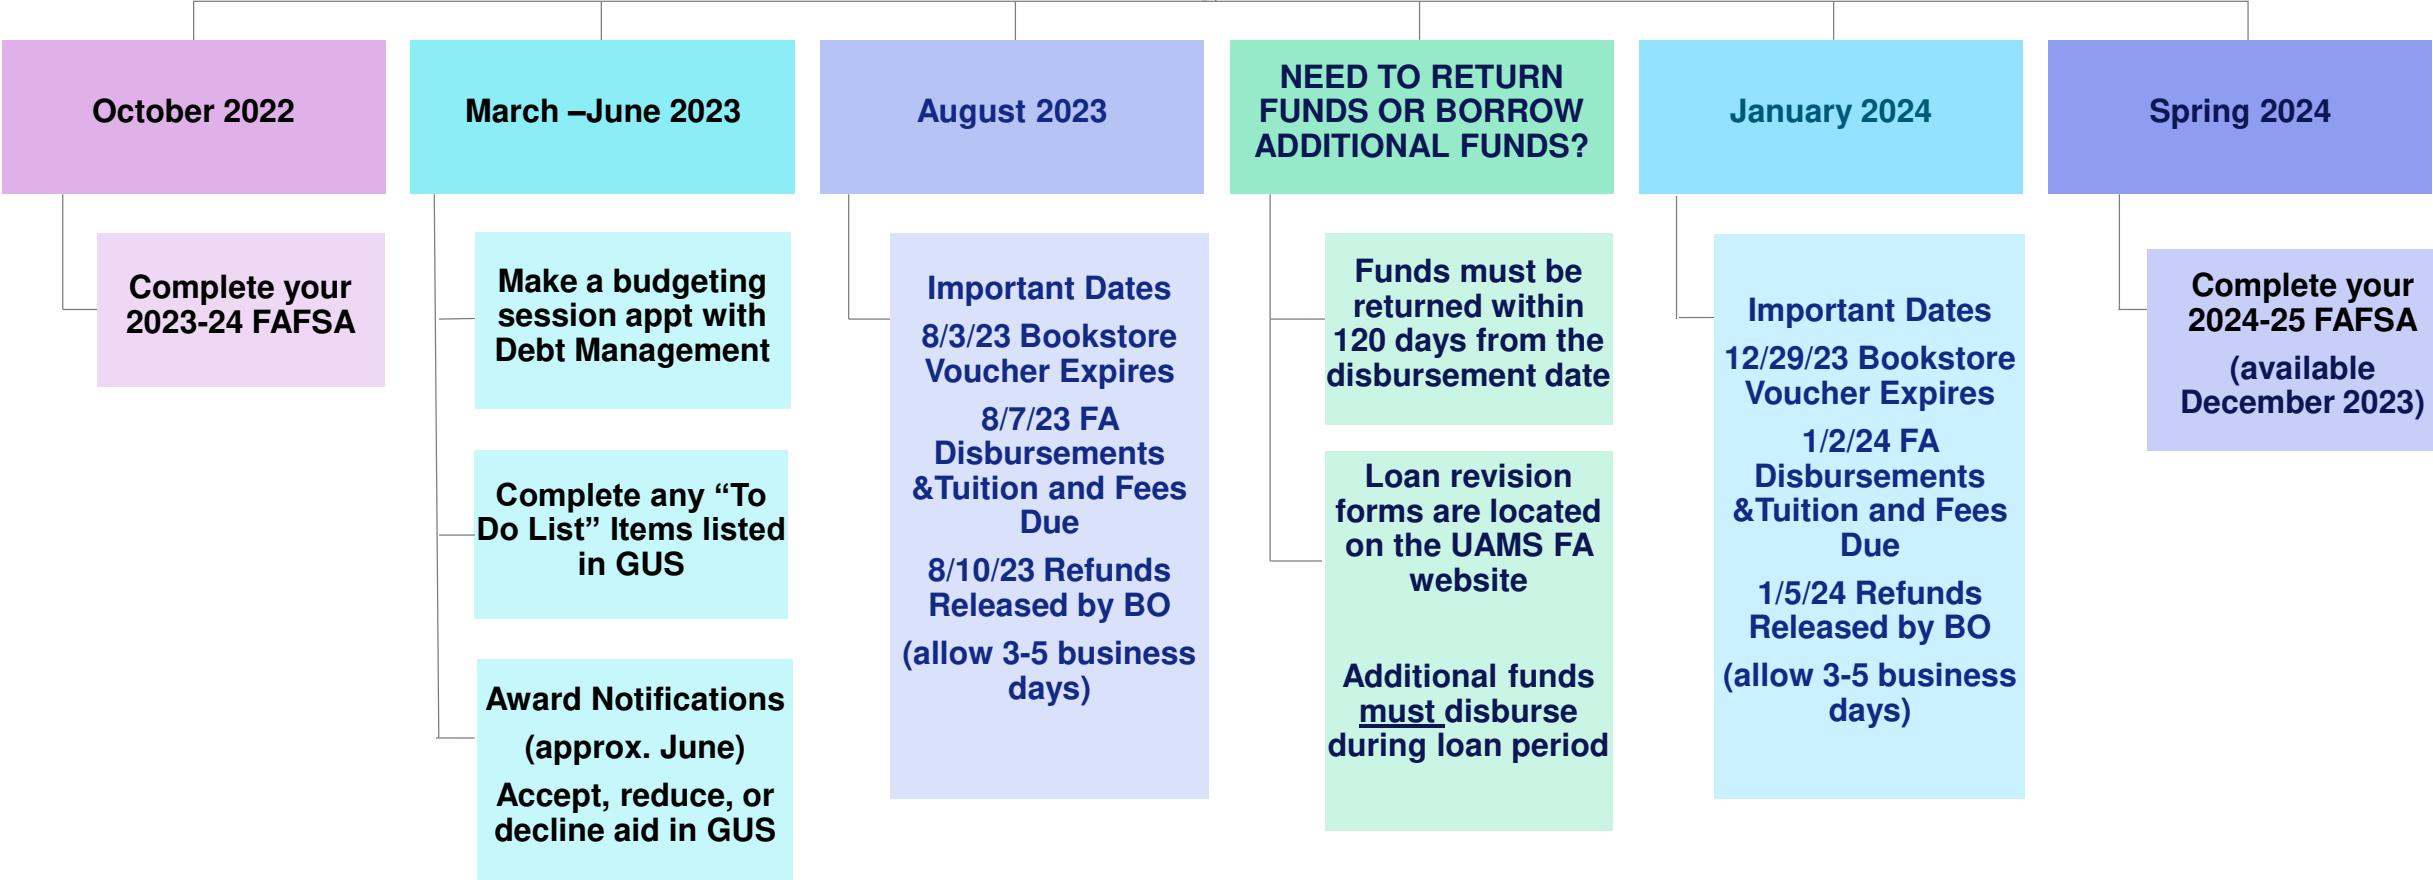 October 2022
Complete your
2023-24 FAFSA
March –June 2023
Make a budgeting
session appt with
Debt Management
Complete any “To
Do List” Items listed
in GUS
Award Notifications
(approx. June)
Accept, reduce, or
decline aid in GUS
August 2023
Important Dates
8/3/23 Bookstore
Voucher Expires
8/7/23 FA
Disbursements
&Tuition and Fees
Due
8/10/23 Refunds
Released by BO
(allow 3-5 business
days)
NEED TO RETURN
FUNDS OR BORROW
ADDITIONAL FUNDS?
Funds must be
returned within
120 days from the
disbursement date
Loan revision
forms are located
on the UAMS FA
website
Additional funds
must disburse
during loan period
January 2024
Important Dates
12/29/23 Bookstore
Voucher Expires
1/2/24 FA
Disbursements
&Tuition and Fees
Due
1/5/24 Refunds
Released by BO
(allow 3-5 business
days)
Spring 2024
Complete your
2024-25 FAFSA
(available
December 2023)